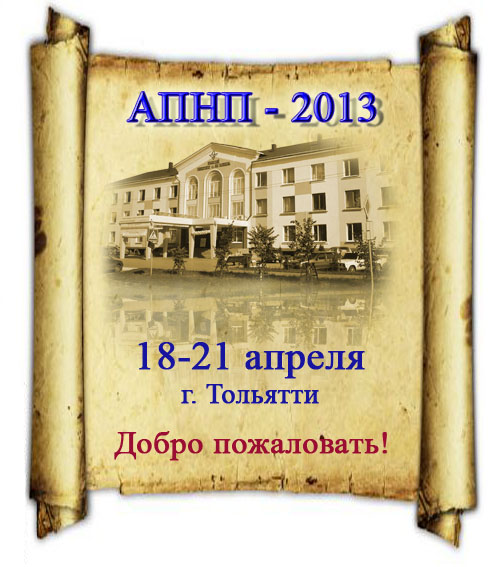 АПНП - 2013
18-21 апреля
г. Тольятти
Добро пожаловать!